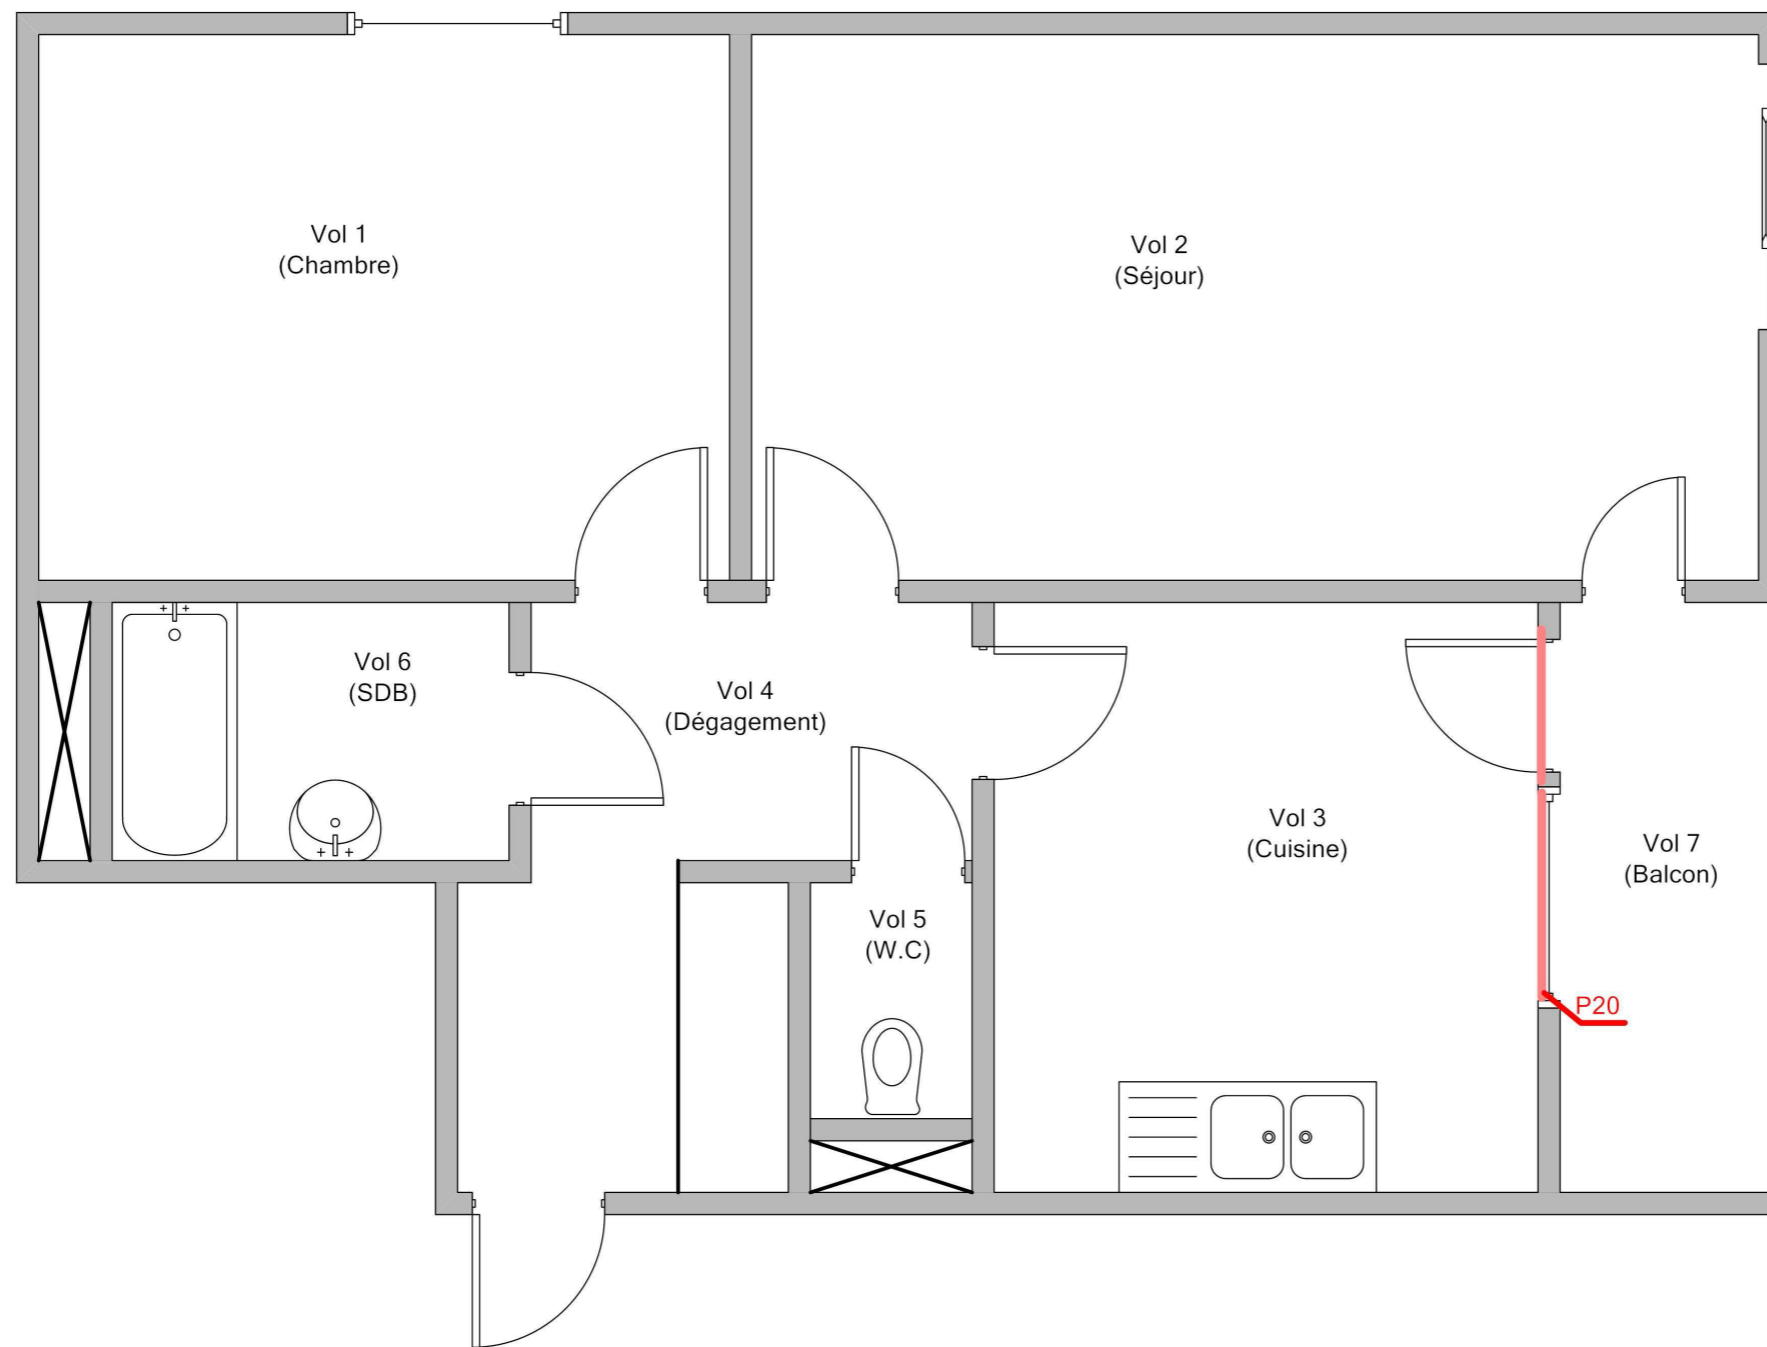 Vol 1
(Chambre)
Vol 2
(Séjour)
Vol 6
(SDB)
Vol 4
(Dégagement)
Vol 3
(Cuisine)
Vol 7
(Balcon)
Vol 5
(W.C)
P20